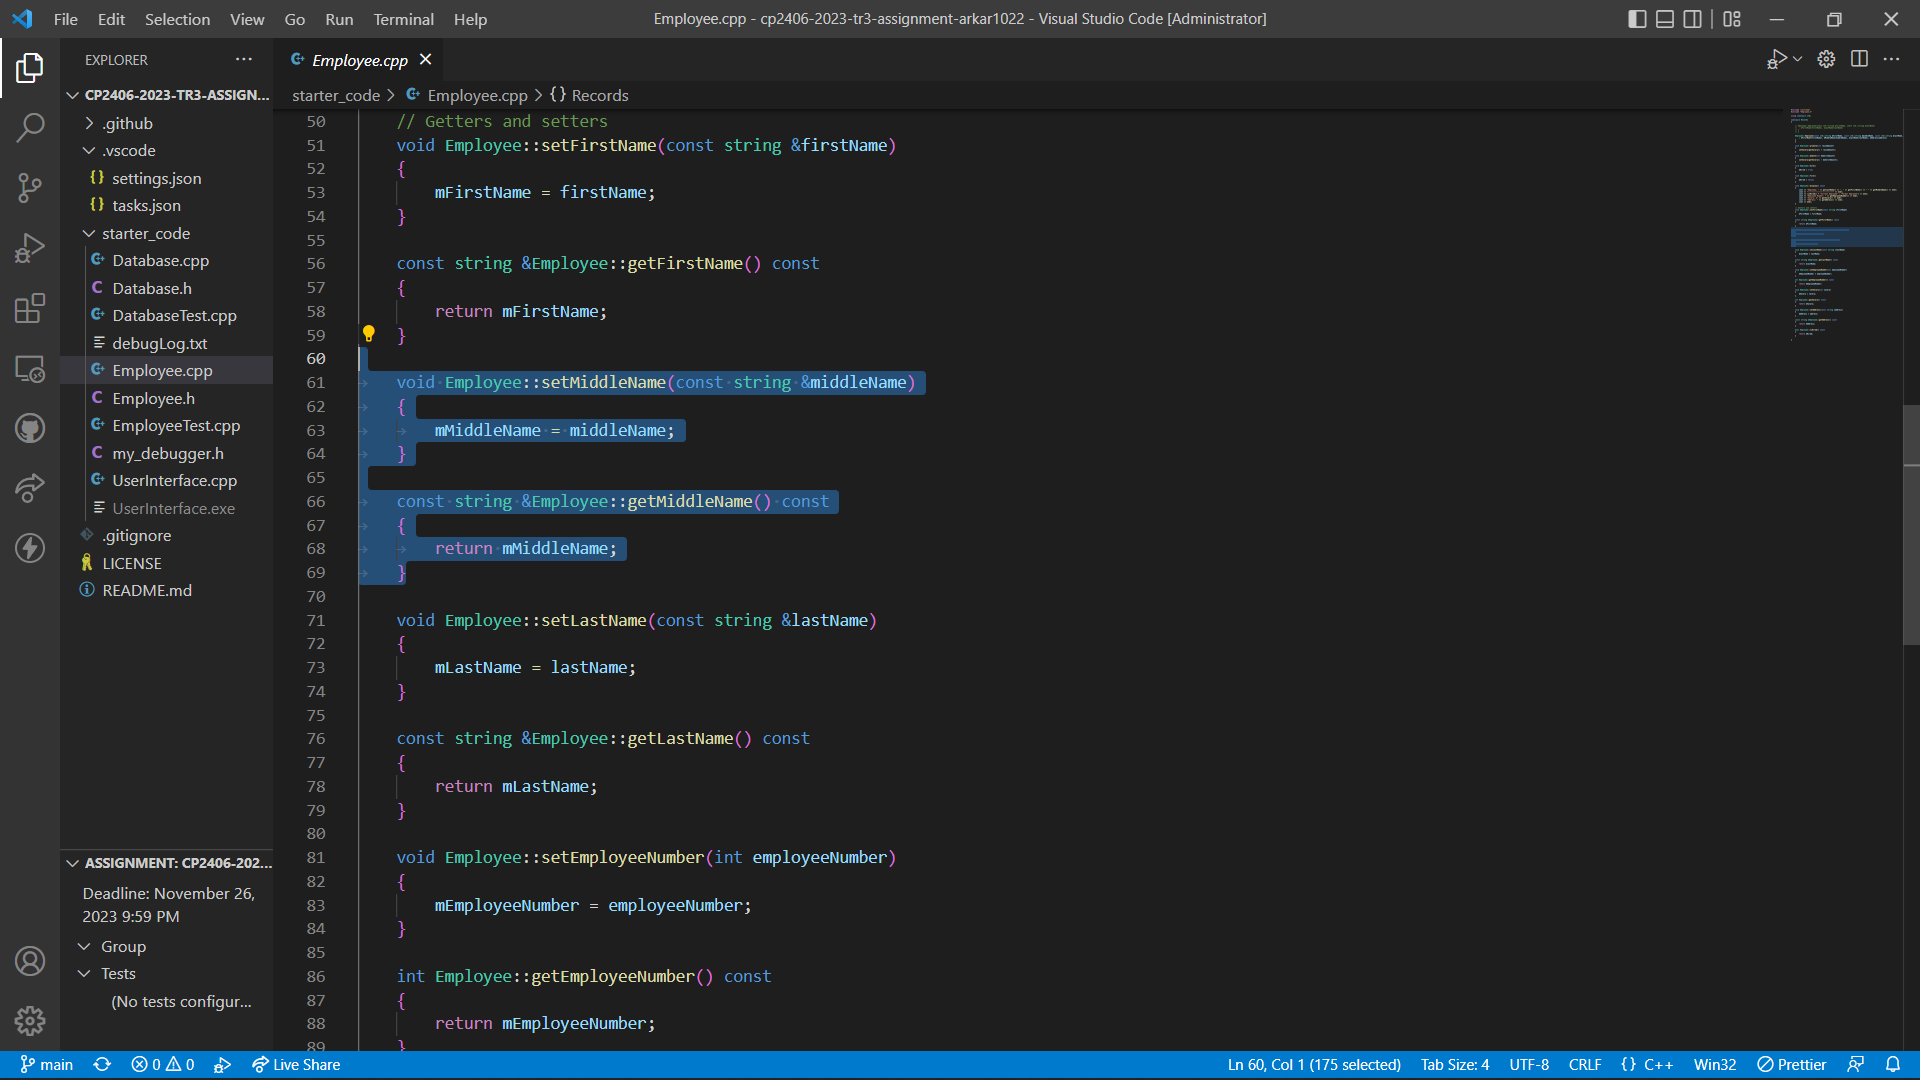 File Edit Selection View Go Run Terminal Help
Employee.cpp - cp2406-2023-tr3-assignment-arkar1022 - Visual Studio Code [Administrator]
EXPLORER
CP2406-2023-TR3-ASSIGN...
.github
.vscode
{} settings.json
{} tasks.json
starter_code
Database.cpp
C Database.h
DatabaseTest.cpp
debugLog.txt
Employee.cpp
C Employee.h
EmployeeTest.cpp
C my_debugger.h
UserInterface.cpp
UserInterface.exe
.gitignore
LICENSE
README.md
ASSIGNMENT: CP2406-202...
Deadline: November 26,
2023 9:59 PM
Group
Tests
(No tests configur...
Employee.cpp
starter_code > Employee.cpp > {} Records
50 // Getters and setters
51 void Employee::setFirstName(const string &firstName)
52 {
53 mFirstName = firstName;
54 }
55
56 const string &Employee::getFirstName() const
57 {
58 return mFirstName;
59 }
60
61 void Employee::setMiddleName(const string &middleName)
62 {
63 mMiddleName = middleName;
64 }
65
66 const string &Employee::getMiddleName() const
67 {
68 return mMiddleName;
69 }
70
71 void Employee::setLastName(const string &lastName)
72 {
73 mLastName = lastName;
74 }
75
76 const string &Employee::getLastName() const
77 {
78 return mLastName;
79 }
80
81 void Employee::setEmployeeNumber(int employeeNumber)
82 {
83 mEmployeeNumber = employeeNumber;
84 }
85
86 int Employee::getEmployeeNumber() const
87 {
88 return mEmployeeNumber;
89 }
main 0 0 Live Share Ln 60, Col 1 (175 selected) Tab Size: 4 UTF-8 CRLF {} C++ Win32 Prettier